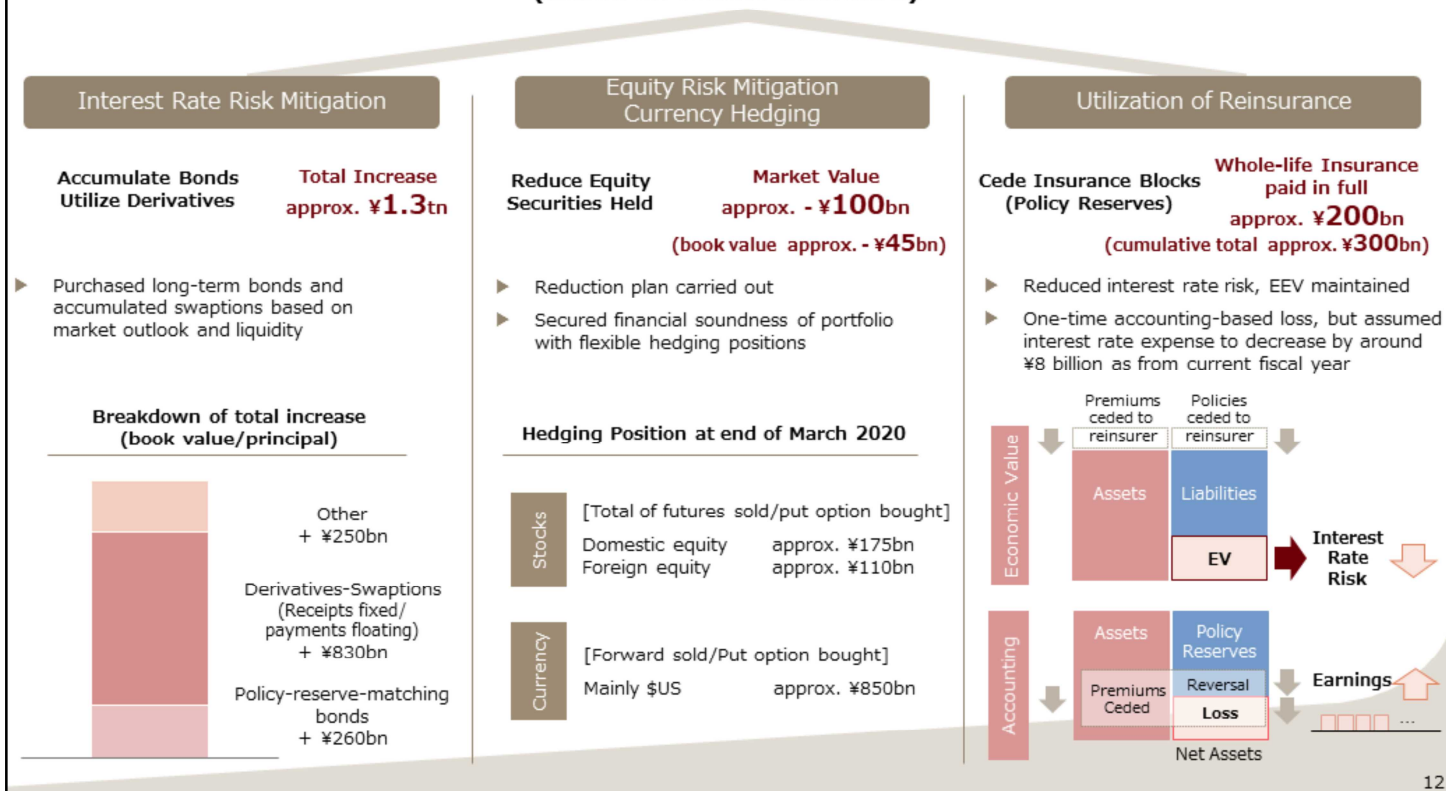 Interest Rate Risk Mitigation
Accumulate Bonds
Utilize Derivatives
Total Increase
approx. ¥1.3tn
▶ Purchased long-term bonds and
accumulated swaptions based on
market outlook and liquidity
Breakdown of total increase
(book value/principal)
Other
+ ¥250bn
Derivatives-Swaptions
(Receipts fixed/
payments floating)
+ ¥830bn
Policy-reserve-matching
bonds
+ ¥260bn
Equity Risk Mitigation
Currency Hedging
Reduce Equity
Securities Held
Market Value
approx. - ¥100bn
(book value approx. - ¥45bn)
▶ Reduction plan carried out
▶ Secured financial soundness of portfolio
with flexible hedging positions
Hedging Position at end of March 2020
Stocks
[Total of futures sold/put option bought]
Domestic equity approx. ¥175bn
Foreign equity approx. ¥110bn
Currency
[Forward sold/Put option bought]
Mainly $US approx. ¥850bn
Utilization of Reinsurance
Cede Insurance Blocks
(Policy Reserves)
Whole-life Insurance
paid in full
approx. ¥200bn
(cumulative total approx. ¥300bn)
▶ Reduced interest rate risk, EEV maintained
▶ One-time accounting-based loss, but assumed
interest rate expense to decrease by around
¥8 billion as from current fiscal year
Economic Value
Premiums
ceded to
reinsurer
Policies
ceded to
reinsurer
Assets
Liabilities
EV
Interest
Rate
Risk
Accounting
Assets
Policy
Reserves
Premiums
Ceded
Reversal
Loss
Net Assets
Earnings
...
12